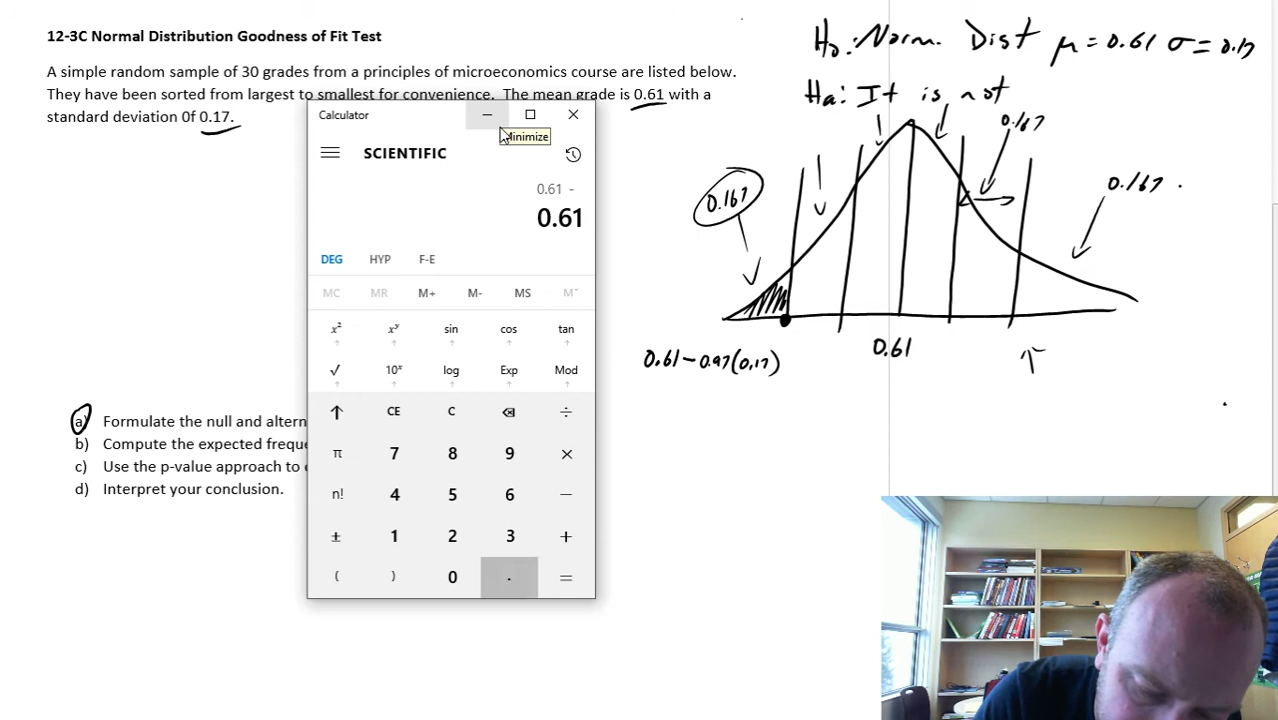 12-3C Normal Distribution Goodness of Fit Test
A simple random sample of 30 grades from a principles of microeconomics course are listed below.
They have been sorted from largest to smallest for convenience. The mean grade is 0.61 with a
standard deviation 0f 0.17.
H₀: Norm. Dist μ = 0.61 σ = 0.17
Ha: It is not
0.167
0.167
0.167
0.61 - 0.97(0.17)
0.61
Calculator
Minimize
SCIENTIFIC
0.61 -
0.61
DEG HYP F-E
MC MR M+ M- MS M˅
x² xʸ sin cos tan
√ 10ˣ log Exp Mod
↑ CE C ⌫ ÷
π 7 8 9 ×
n! 4 5 6 −
± 1 2 3 +
( ) 0 . =
a) Formulate the null and altern
b) Compute the expected freque
c) Use the p-value approach to
d) Interpret your conclusion.